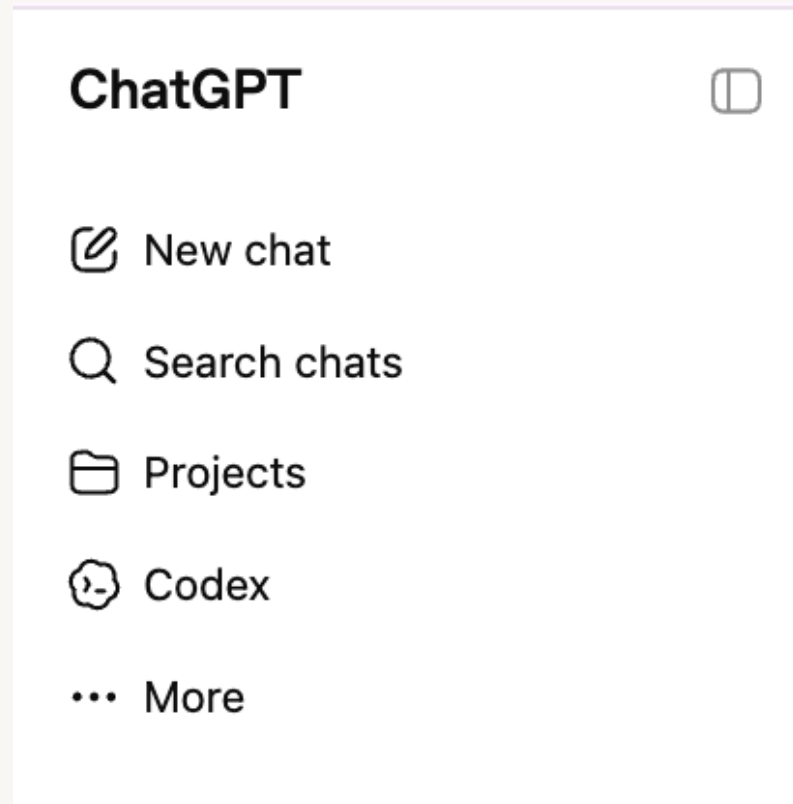 ChatGPT
New chat
Search chats
Projects
Codex
More